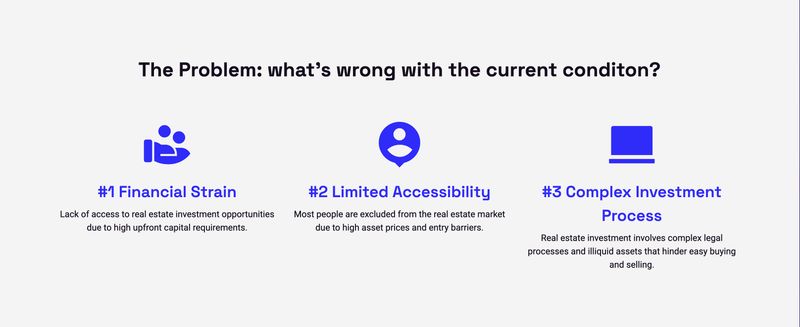 The Problem: what's wrong with the current conditon?
#1 Financial Strain
Lack of access to real estate investment opportunities
due to high upfront capital requirements.
#2 Limited Accessibility
Most people are excluded from the real estate market
due to high asset prices and entry barriers.
#3 Complex Investment
Process
Real estate investment involves complex legal
processes and illiquid assets that hinder easy buying
and selling.